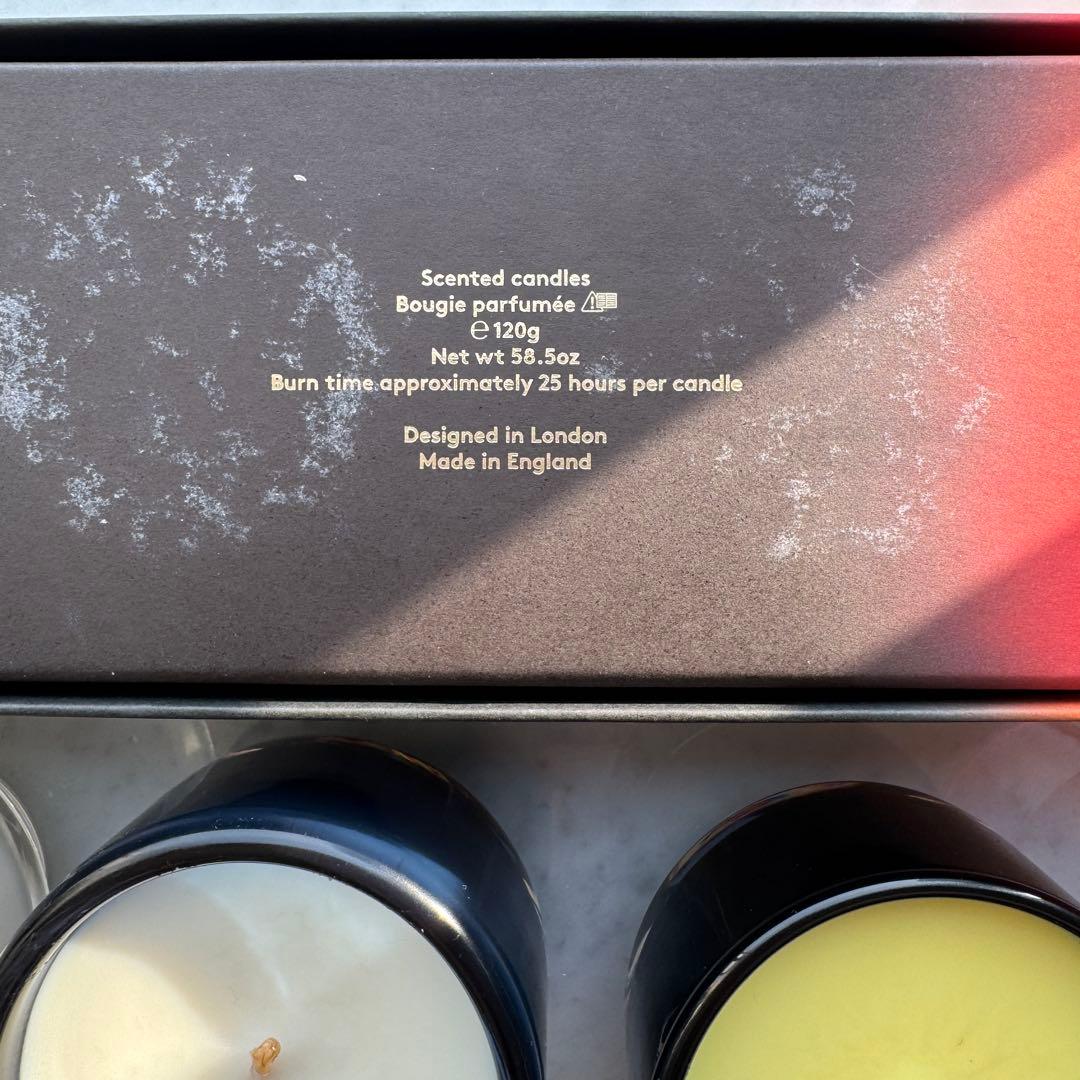 Scented candles
Bougie parfumée
℮ 120g
Net wt 58.5oz
Burn time approximately 25 hours per candle
Designed in London
Made in England